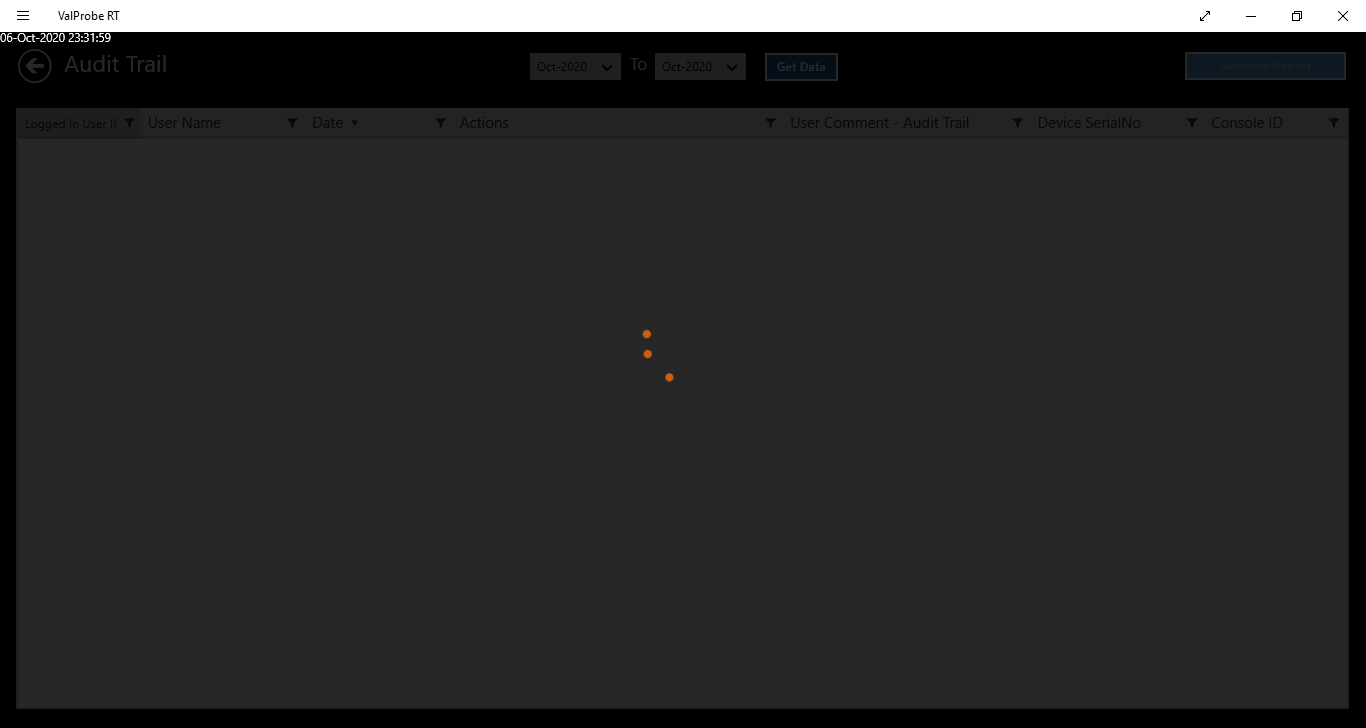 ValProbe RT
06-Oct-2020 23:31:59
Audit Trail
Oct-2020 To Oct-2020 Get Data Generate Report
Logged In User II User Name Date Actions User Comment - Audit Trail Device SerialNo Console ID